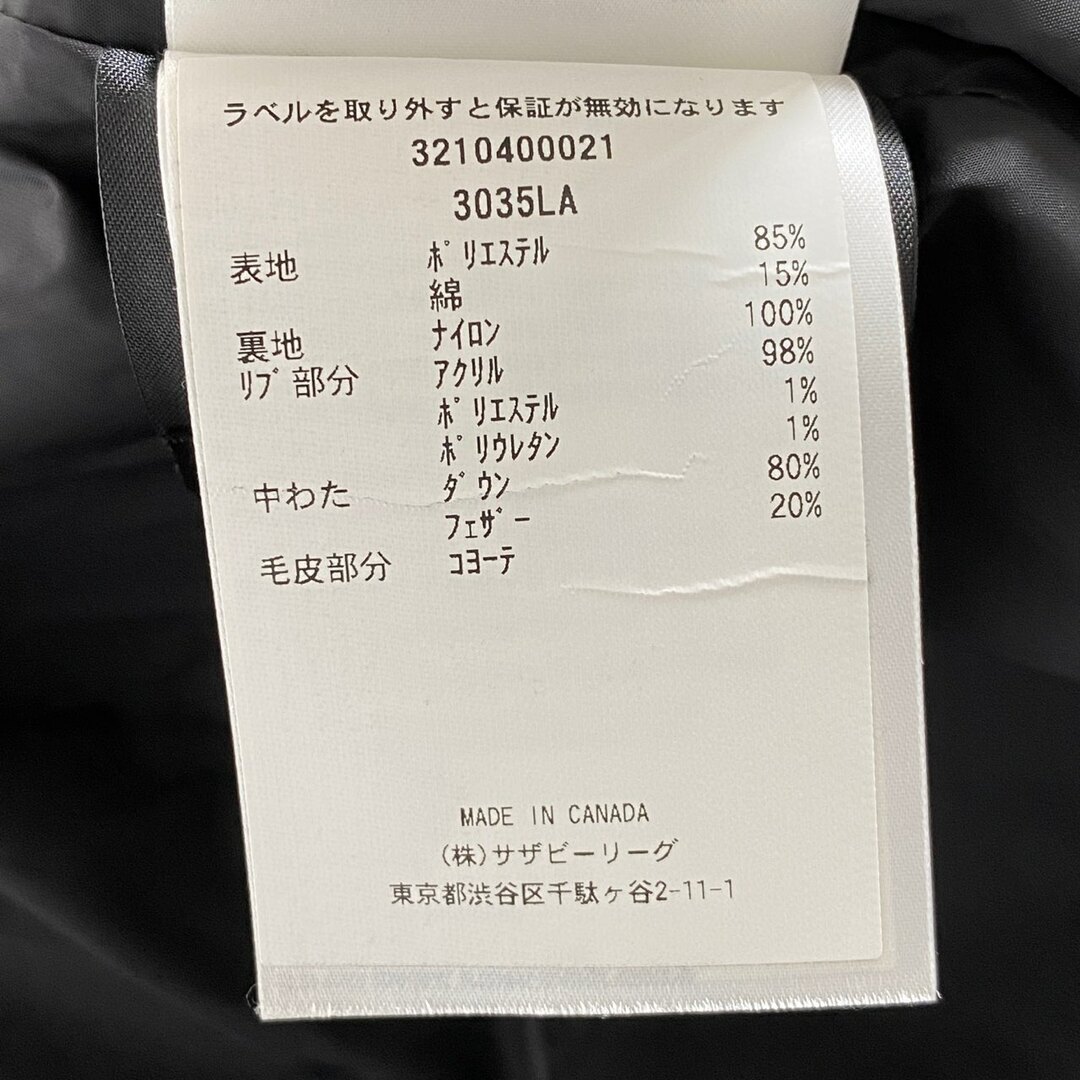 ラベルを取り外すと保証が無効になります
3210400021
3035LA
表地 ﾎﾟﾘｴｽﾃﾙ 85%
綿 15%
裏地 ﾅｲﾛﾝ 100%
ﾘﾌﾞ部分 ｱｸﾘﾙ 98%
ﾎﾟﾘｴｽﾃﾙ 1%
ﾎﾟﾘｳﾚﾀﾝ 1%
中わた ﾀﾞｳﾝ 80%
ﾌｪｻﾞｰ 20%
毛皮部分 ｺﾖｰﾃ
MADE IN CANADA
(株)サザビーリーグ
東京都渋谷区千駄ヶ谷2-11-1